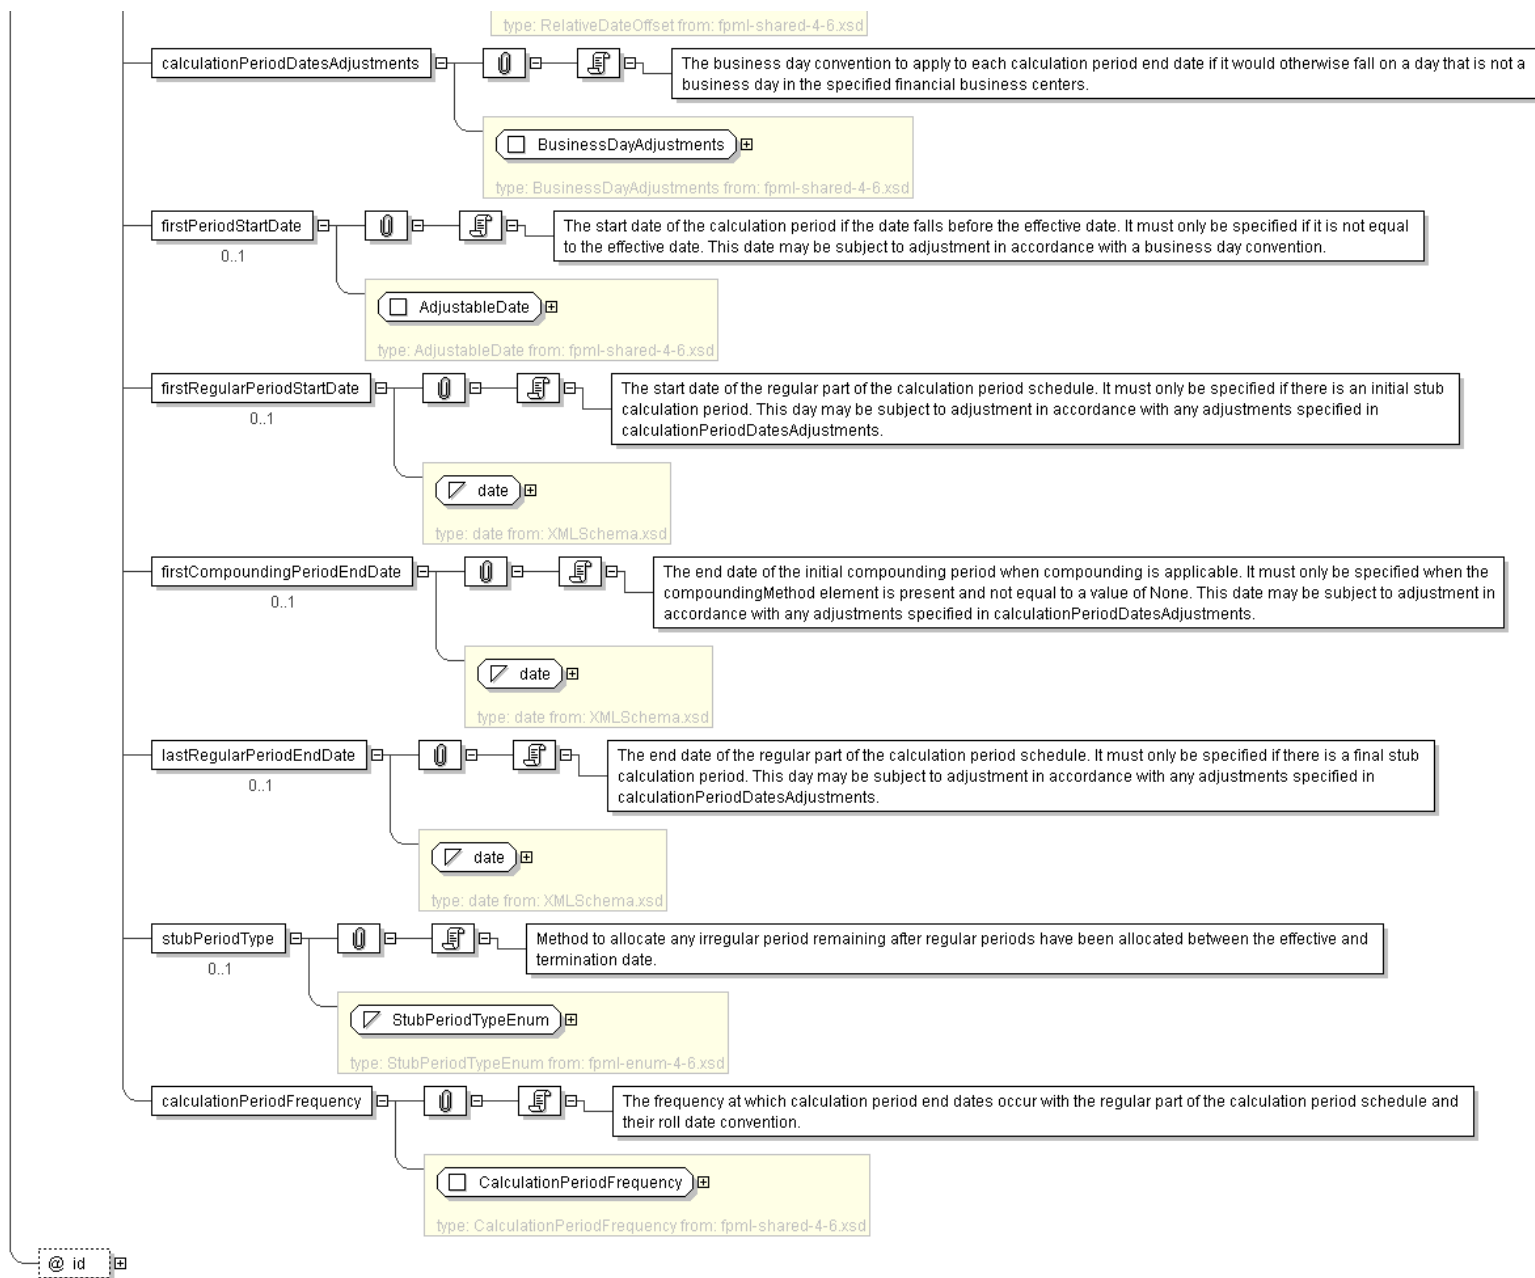 type: RelativeDateOffset from: fpml-shared-4-6.xsd
calculationPeriodDatesAdjustments
The business day convention to apply to each calculation period end date if it would otherwise fall on a day that is not a
business day in the specified financial business centers.
BusinessDayAdjustments
type: BusinessDayAdjustments from: fpml-shared-4-6.xsd
firstPeriodStartDate
0..1
The start date of the calculation period if the date falls before the effective date. It must only be specified if it is not equal
to the effective date. This date may be subject to adjustment in accordance with a business day convention.
AdjustableDate
type: AdjustableDate from: fpml-shared-4-6.xsd
firstRegularPeriodStartDate
0..1
The start date of the regular part of the calculation period schedule. It must only be specified if there is an initial stub
calculation period. This day may be subject to adjustment in accordance with any adjustments specified in
calculationPeriodDatesAdjustments.
date
type: date from: XMLSchema.xsd
firstCompoundingPeriodEndDate
0..1
The end date of the initial compounding period when compounding is applicable. It must only be specified when the
compoundingMethod element is present and not equal to a value of None. This date may be subject to adjustment in
accordance with any adjustments specified in calculationPeriodDatesAdjustments.
date
type: date from: XMLSchema.xsd
lastRegularPeriodEndDate
0..1
The end date of the regular part of the calculation period schedule. It must only be specified if there is a final stub
calculation period. This day may be subject to adjustment in accordance with any adjustments specified in
calculationPeriodDatesAdjustments.
date
type: date from: XMLSchema.xsd
stubPeriodType
0..1
Method to allocate any irregular period remaining after regular periods have been allocated between the effective and
termination date.
StubPeriodTypeEnum
type: StubPeriodTypeEnum from: fpml-enum-4-6.xsd
calculationPeriodFrequency
The frequency at which calculation period end dates occur with the regular part of the calculation period schedule and
their roll date convention.
CalculationPeriodFrequency
type: CalculationPeriodFrequency from: fpml-shared-4-6.xsd
@ id